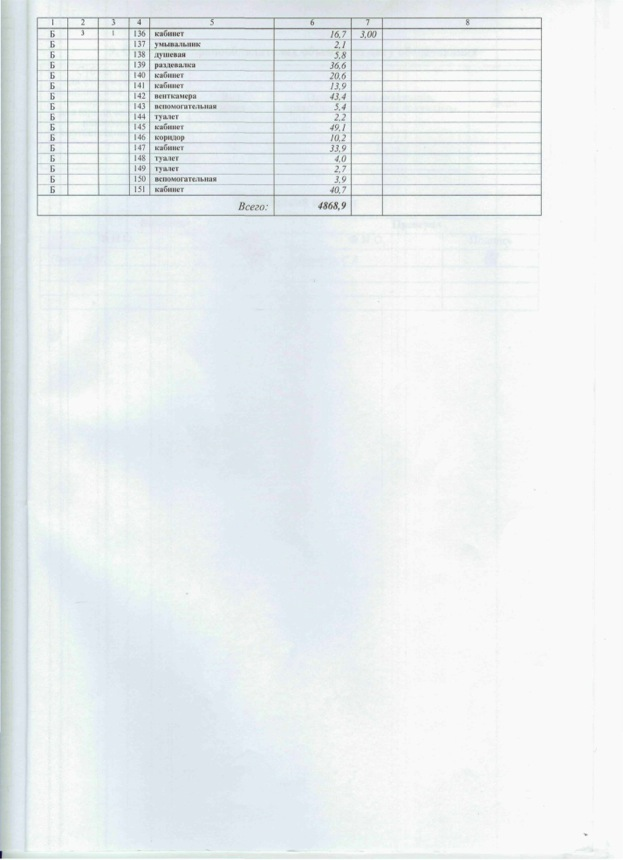 1 2 3 4 5 6 7 8
Б 3 1 136 кабинет 16,7 3,00
Б 137 умывальник 2,1
Б 138 душевая 5,8
Б 139 раздевалка 36,6
Б 140 кабинет 20,6
Б 141 кабинет 13,9
Б 142 венткамера 43,4
Б 143 вспомогательная 5,4
Б 144 туалет 2,2
Б 145 кабинет 49,1
Б 146 коридор 10,2
Б 147 кабинет 33,9
Б 148 туалет 4,0
Б 149 туалет 2,7
Б 150 вспомогательная 3,9
Б 151 кабинет 40,7
Всего: 4868,9